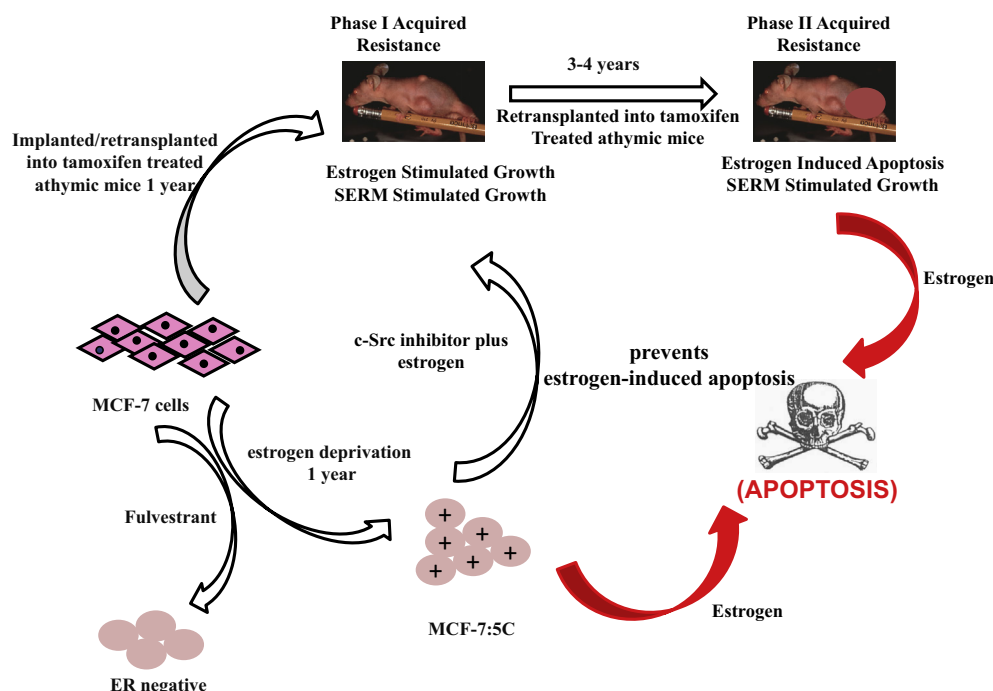 Phase I Acquired
Resistance
Phase II Acquired
Resistance
3-4 years
Retransplanted into tamoxifen
Treated athymic mice
Implanted/retransplanted
into tamoxifen treated
athymic mice 1 year
Estrogen Stimulated Growth
SERM Stimulated Growth
Estrogen Induced Apoptosis
SERM Stimulated Growth
Estrogen
c-Src inhibitor plus
estrogen
prevents
estrogen-induced apoptosis
MCF-7 cells
estrogen deprivation
1 year
(APOPTOSIS)
Fulvestrant
+
+
+
+
+
+
Estrogen
MCF-7:5C
ER negative